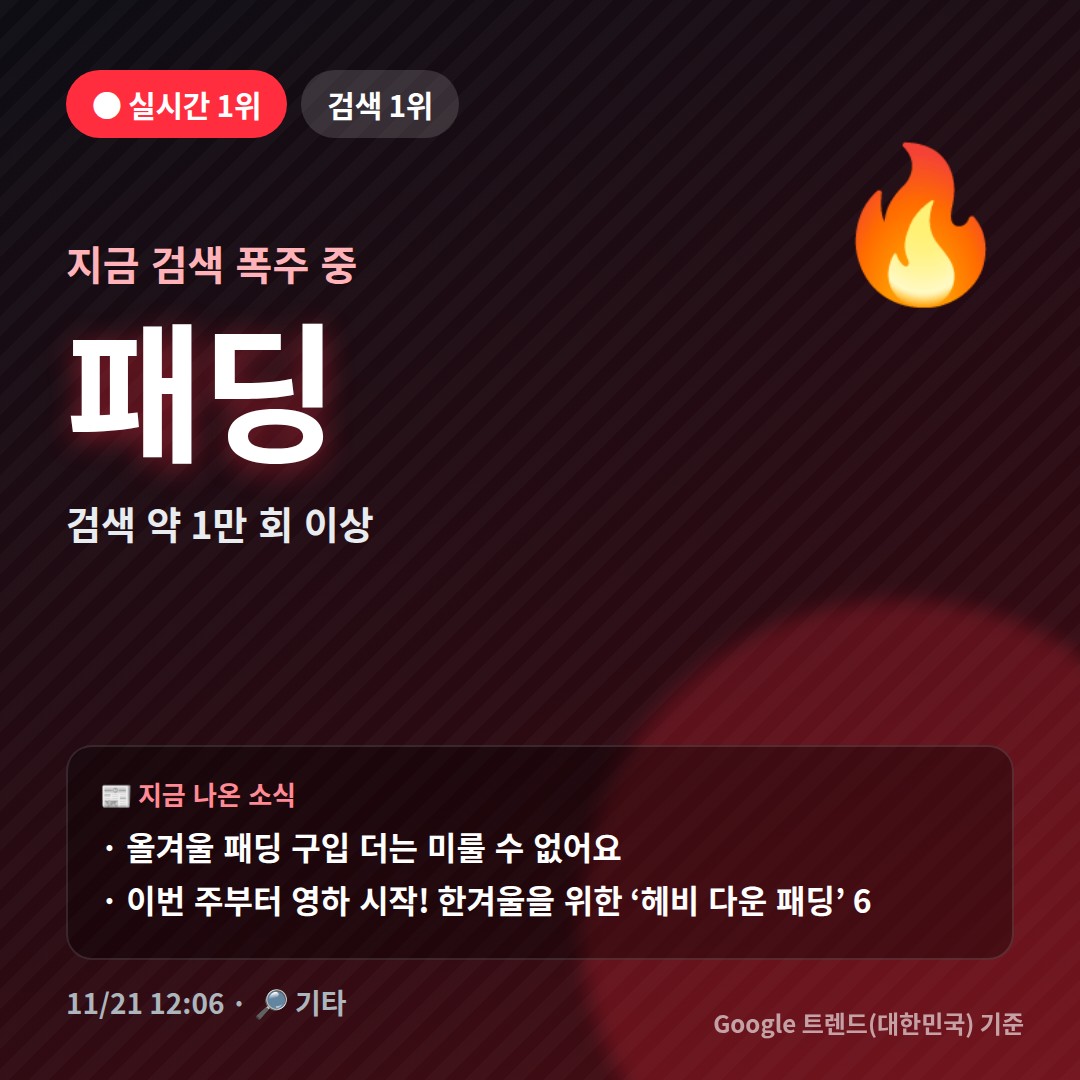 실시간 1위
검색 1위
지금 검색 폭주 중
패딩
검색 약 1만 회 이상
지금 나온 소식
· 올겨울 패딩 구입 더는 미룰 수 없어요
· 이번 주부터 영하 시작! 한겨울을 위한 ‘헤비 다운 패딩’ 6
11/21 12:06 · 기타
Google 트렌드(대한민국) 기준